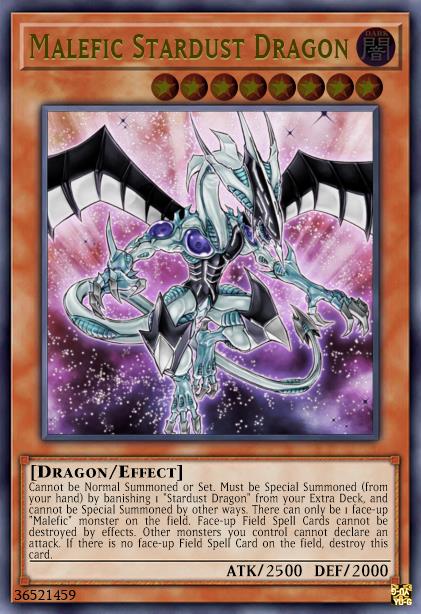 Malefic Stardust Dragon
DARK
闇
[Dragon/Effect]
Cannot be Normal Summoned or Set. Must be Special Summoned (from
your hand) by banishing 1 "Stardust Dragon" from your Extra Deck, and
cannot be Special Summoned by other ways. There can only be 1 face-up
"Malefic" monster on the field. Face-up Field Spell Cards cannot be
destroyed by effects. Other monsters you control cannot declare an
attack. If there is no face-up Field Spell Card on the field, destroy this
card.
ATK/2500 DEF/2000
36521459